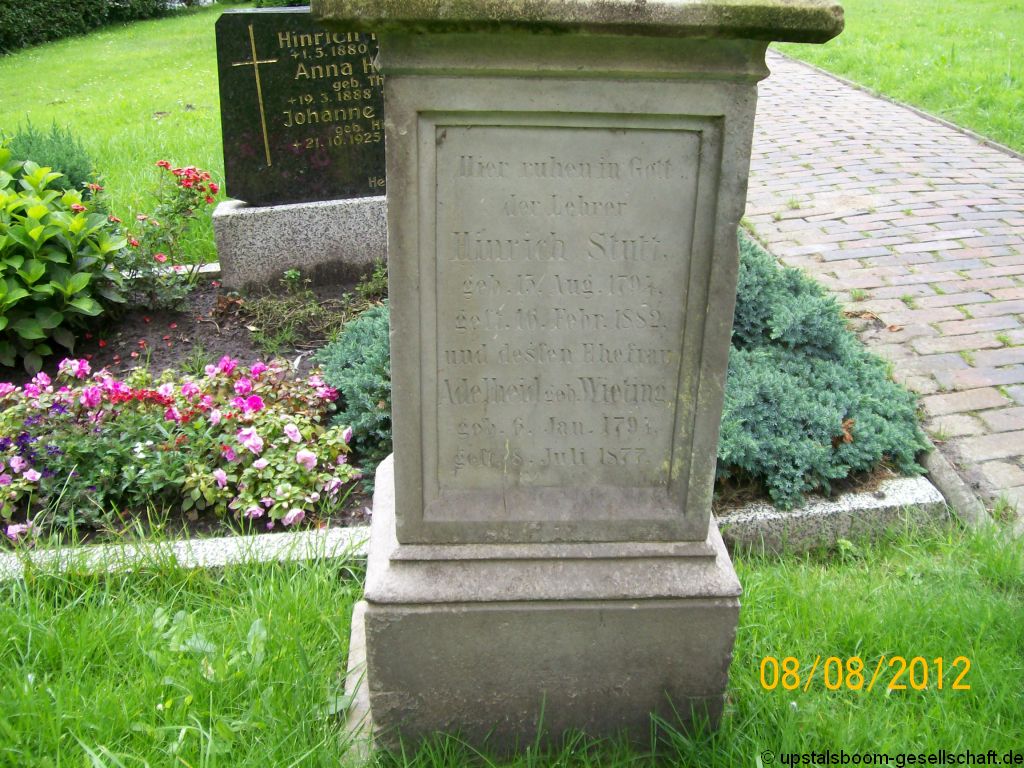 Hinrich
*1.5.1880
Anna H
geb. Th
*19.3.1888
Johanne
geb. H
*21.10.1925
He
Hier ruhen in Gott
der Lehrer
Hinrich Stutt,
geb. 15. Aug. 1794,
gest. 16. Febr. 1882.
und dessen Ehefrau
Adelheid geb. Wieting
geb. 6. Jan. 1794.
gest. 8. Juli 1877.
08/08/2012
© upstalsboom-gesellschaft.de